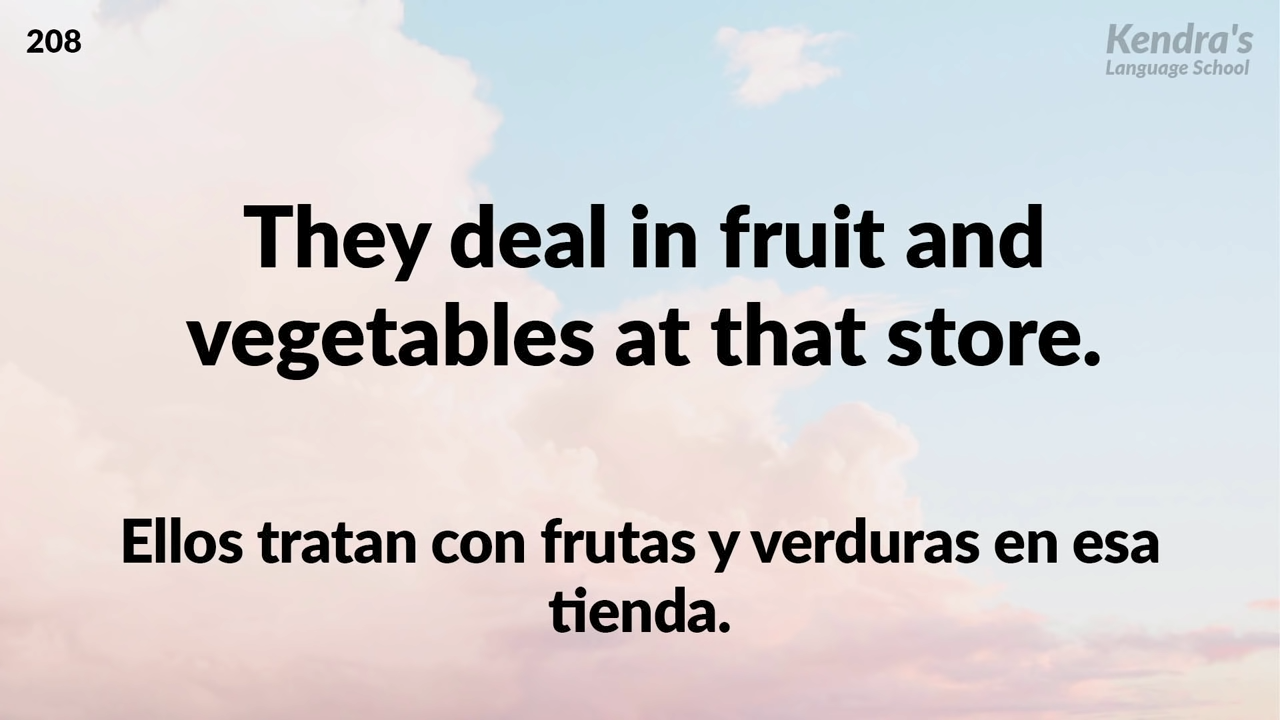 208
Kendra's
Language School
They deal in fruit and
vegetables at that store.
Ellos tratan con frutas y verduras en esa
tienda.